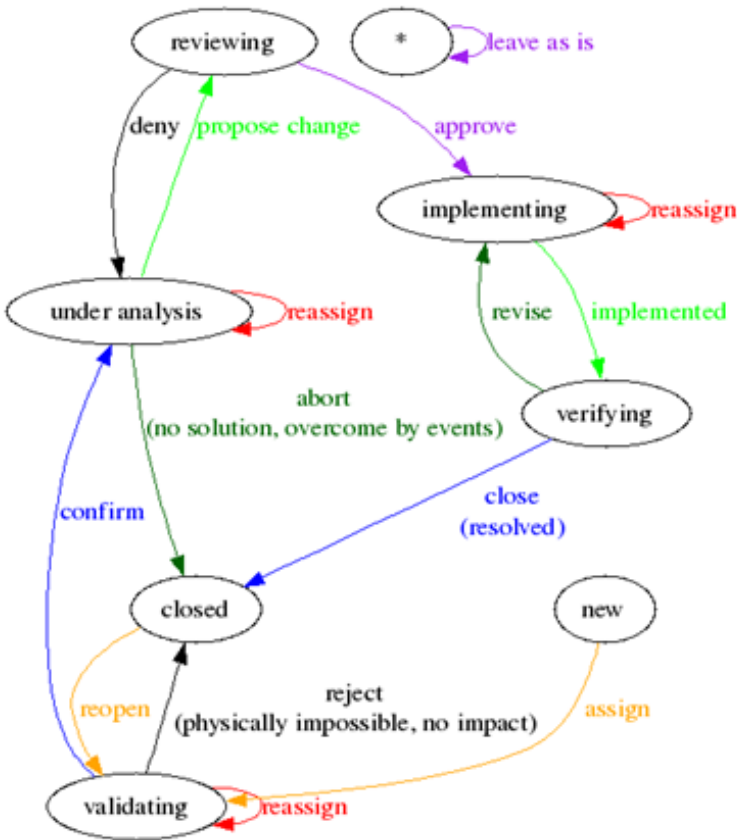 reviewing
*
leave as is
deny
propose change
approve
implementing
reassign
under analysis
reassign
revise
implemented
abort
(no solution, overcome by events)
verifying
confirm
close
(resolved)
closed
new
reopen
reject
(physically impossible, no impact)
assign
validating
reassign